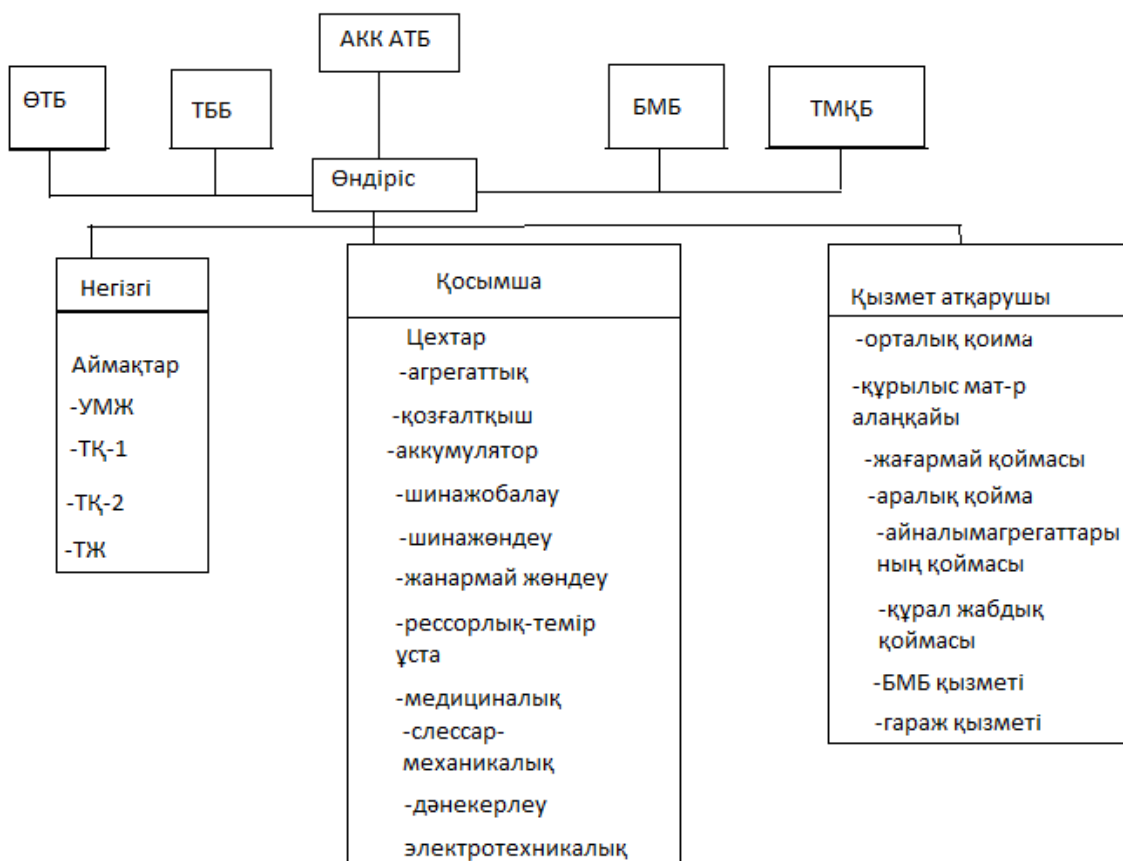 АКК АТБ
ӨТБ
ТББ
БМБ
ТМҚБ
Өндіріс
Негізгі
Аймақтар
-УМЖ
-ТҚ-1
-ТҚ-2
-ТЖ
Қосымша
Цехтар
-агрегаттық
-қозғалтқыш
-аккумулятор
-шинажобалау
-шинажөндеу
-жанармай жөндеу
-рессорлық-темір
ұста
-медициналық
-слессар-
механикалық
-дәнекерлеу
электротехникалық
Қызмет атқарушы
-орталық қоима
-құрылыс мат-р
алаңқайы
-жағармай қоймасы
-аралық қойма
-айналымагрегаттары
ның қоймасы
-құрал жабдық
қоймасы
-БМБ қызметі
-гараж қызметі